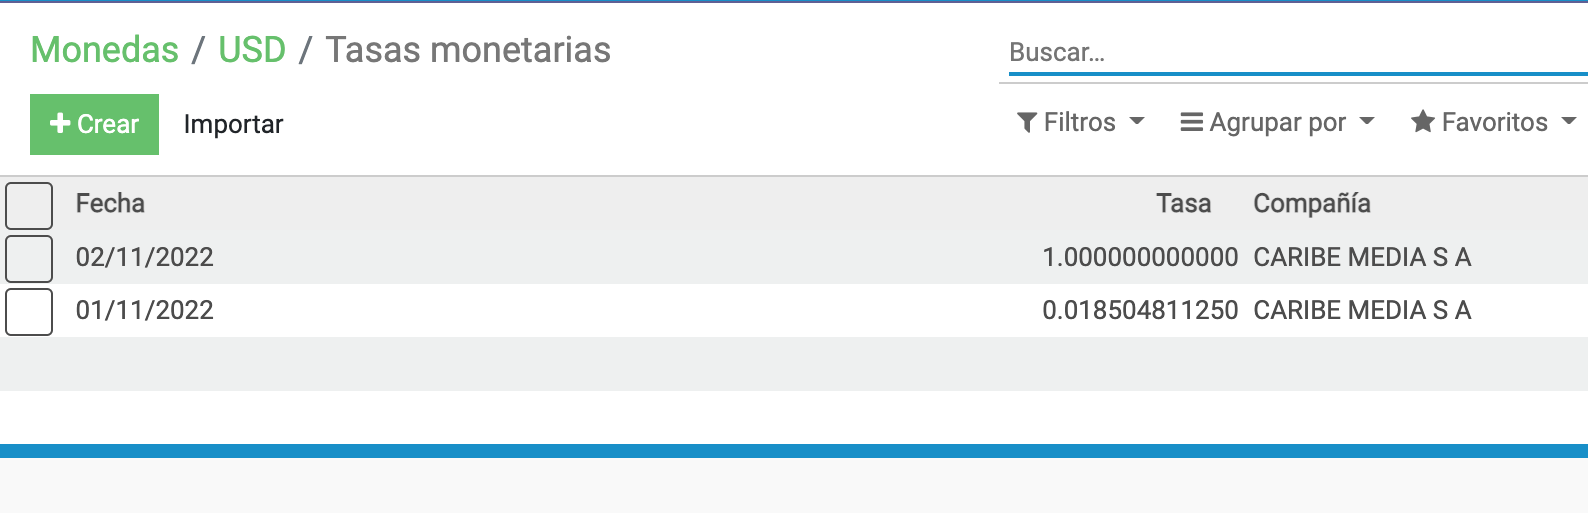 Monedas / USD / Tasas monetarias
Buscar...
Crear Importar
Filtros Agrupar por Favoritos
Fecha Tasa Compañía
02/11/2022 1.000000000000 CARIBE MEDIA S A
01/11/2022 0.018504811250 CARIBE MEDIA S A